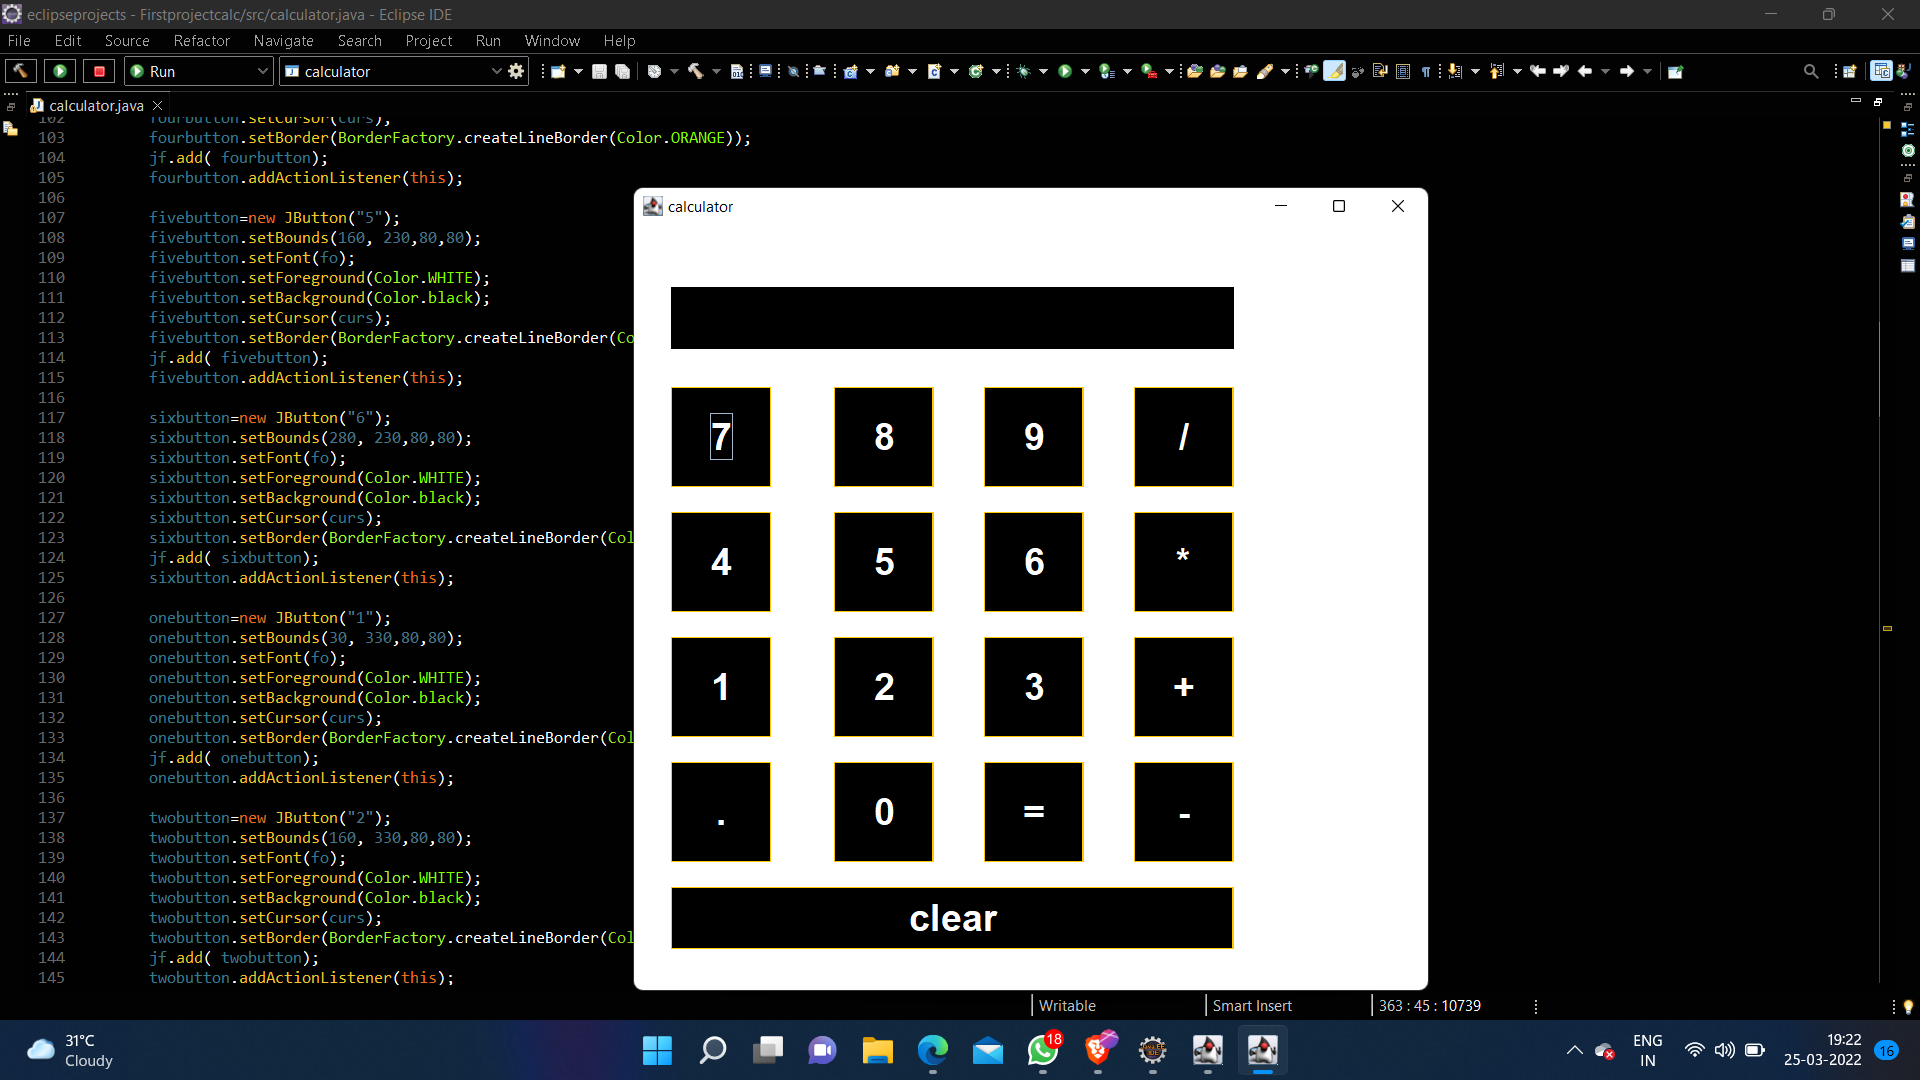 eclipseprojects - Firstprojectcalc/src/calculator.java - Eclipse IDE
File Edit Source Refactor Navigate Search Project Run Window Help
Run calculator
calculator.java
102 fourbutton.setCursor(curs);
103 fourbutton.setBorder(BorderFactory.createLineBorder(Color.ORANGE));
104 jf.add( fourbutton);
105 fourbutton.addActionListener(this);
106
107 fivebutton=new JButton("5");
108 fivebutton.setBounds(160, 230,80,80);
109 fivebutton.setFont(fo);
110 fivebutton.setForeground(Color.WHITE);
111 fivebutton.setBackground(Color.black);
112 fivebutton.setCursor(curs);
113 fivebutton.setBorder(BorderFactory.createLineBorder(Co
114 jf.add( fivebutton);
115 fivebutton.addActionListener(this);
116
117 sixbutton=new JButton("6");
118 sixbutton.setBounds(280, 230,80,80);
119 sixbutton.setFont(fo);
120 sixbutton.setForeground(Color.WHITE);
121 sixbutton.setBackground(Color.black);
122 sixbutton.setCursor(curs);
123 sixbutton.setBorder(BorderFactory.createLineBorder(Col
124 jf.add( sixbutton);
125 sixbutton.addActionListener(this);
126
127 onebutton=new JButton("1");
128 onebutton.setBounds(30, 330,80,80);
129 onebutton.setFont(fo);
130 onebutton.setForeground(Color.WHITE);
131 onebutton.setBackground(Color.black);
132 onebutton.setCursor(curs);
133 onebutton.setBorder(BorderFactory.createLineBorder(Col
134 jf.add( onebutton);
135 onebutton.addActionListener(this);
136
137 twobutton=new JButton("2");
138 twobutton.setBounds(160, 330,80,80);
139 twobutton.setFont(fo);
140 twobutton.setForeground(Color.WHITE);
141 twobutton.setBackground(Color.black);
142 twobutton.setCursor(curs);
143 twobutton.setBorder(BorderFactory.createLineBorder(Col
144 jf.add( twobutton);
145 twobutton.addActionListener(this);
calculator
7 8 9 /
4 5 6 *
1 2 3 +
. 0 = -
clear
Writable Smart Insert 363 : 45 : 10739
31°C
Cloudy
18
ENG
IN
19:22
25-03-2022
16